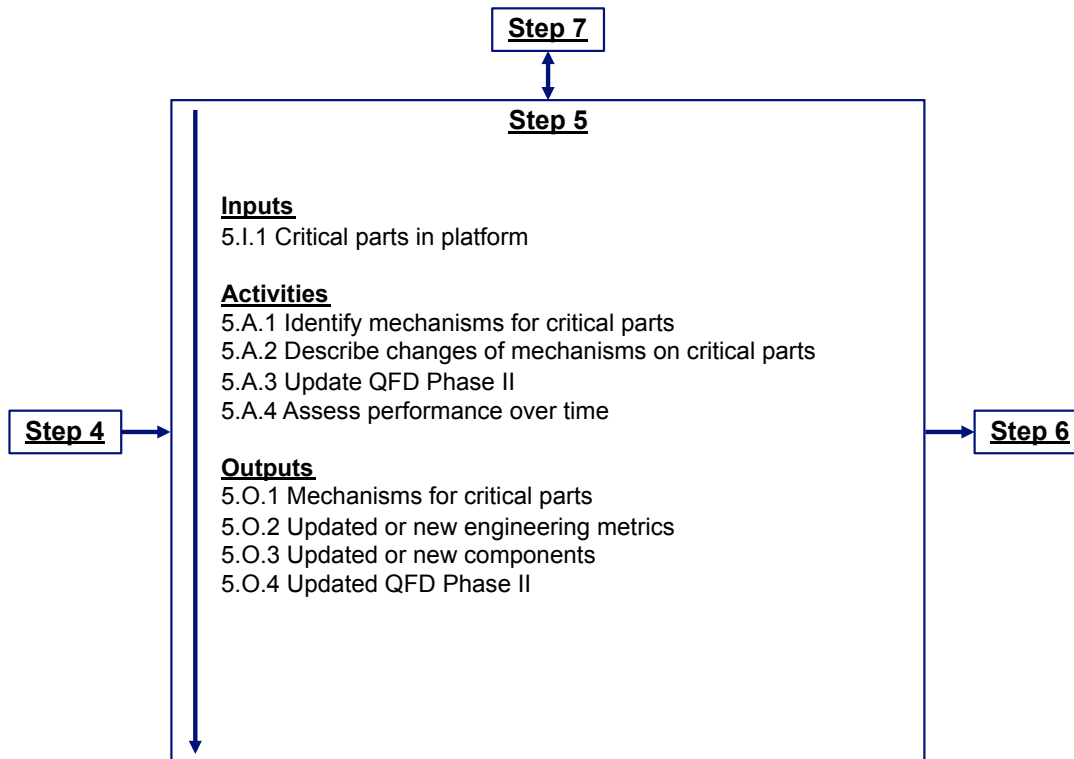 Step 7
Step 5
Inputs
5.I.1 Critical parts in platform
Activities
5.A.1 Identify mechanisms for critical parts
5.A.2 Describe changes of mechanisms on critical parts
5.A.3 Update QFD Phase II
5.A.4 Assess performance over time
Step 4
Step 6
Outputs
5.O.1 Mechanisms for critical parts
5.O.2 Updated or new engineering metrics
5.O.3 Updated or new components
5.O.4 Updated QFD Phase II